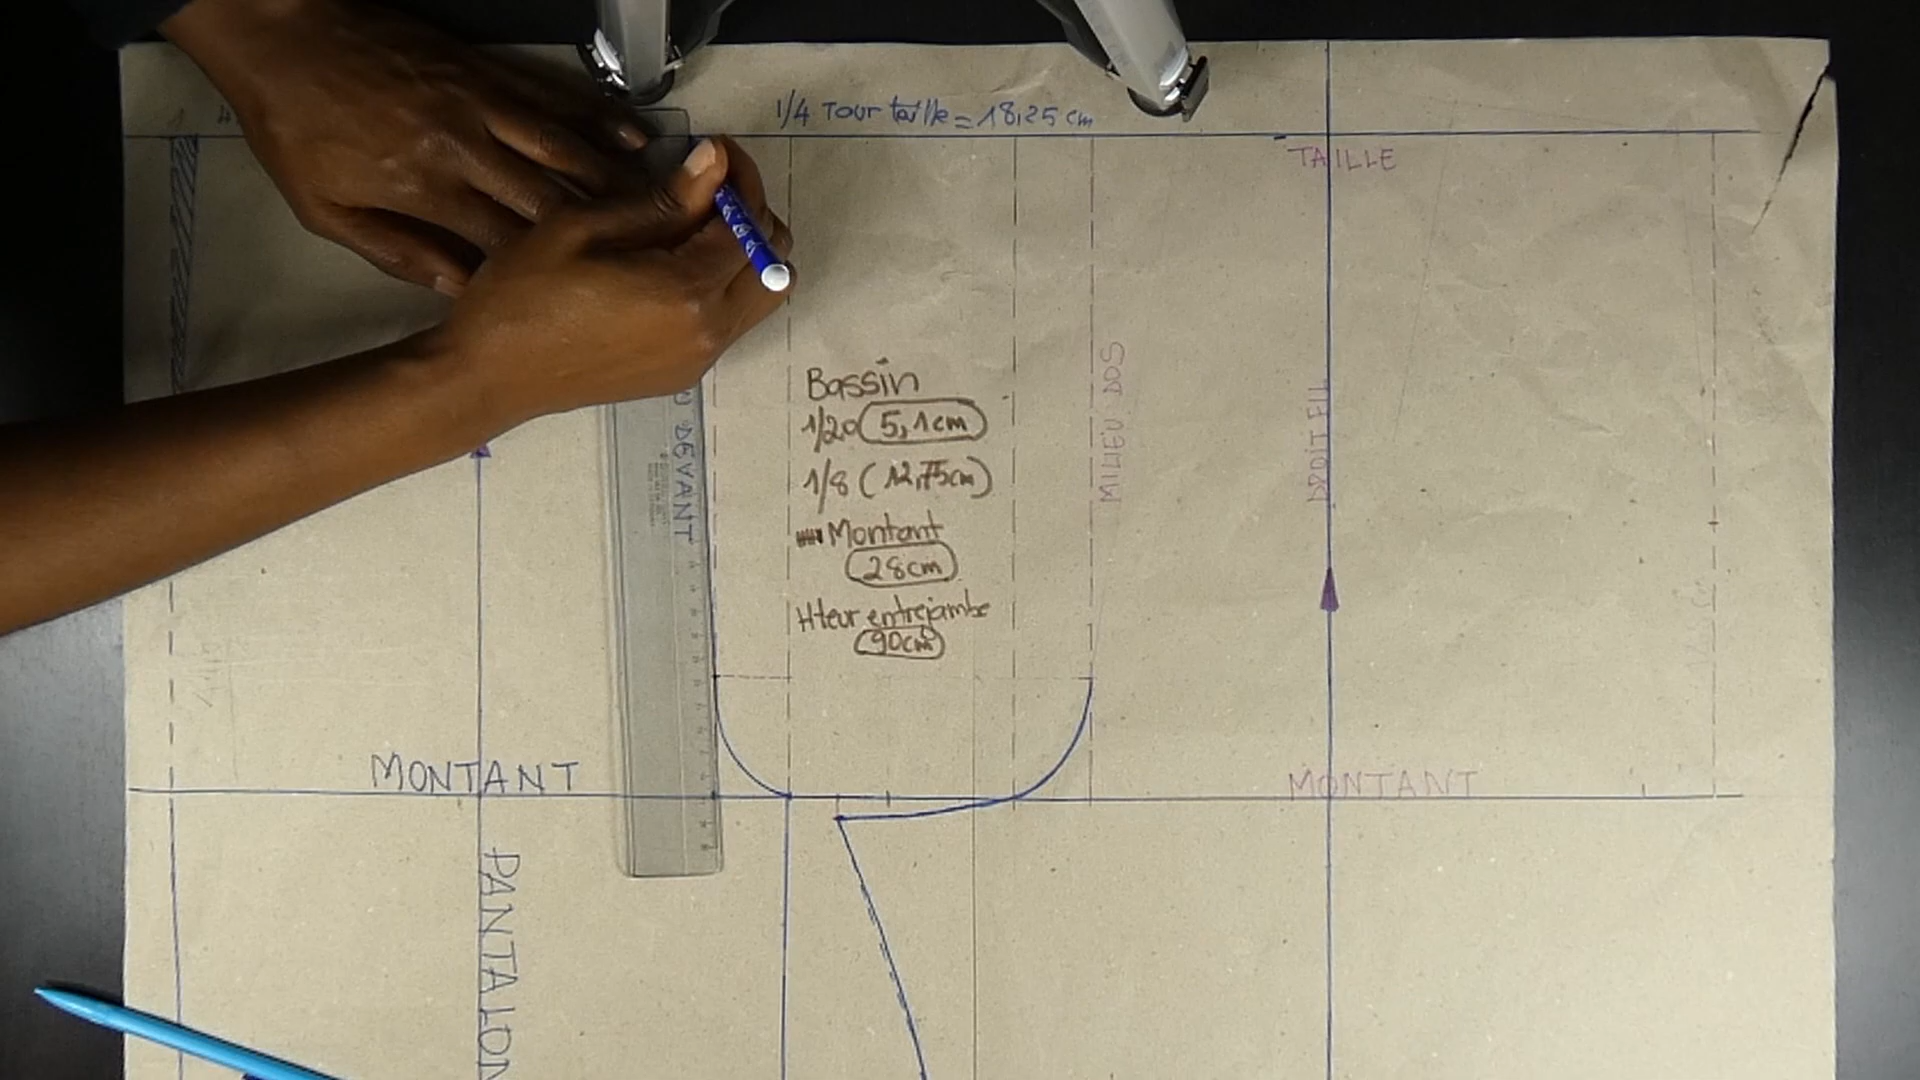 1/4 Tour taille = 18,25 cm
TAILLE
Bassin
1/20 5,1cm
1/8 (12,75cm)
Montant
28cm
Hteur entrejambe
90cm
DEVANT
MILIEU DOS
DROIT FIL
MONTANT
MONTANT
PANTALON